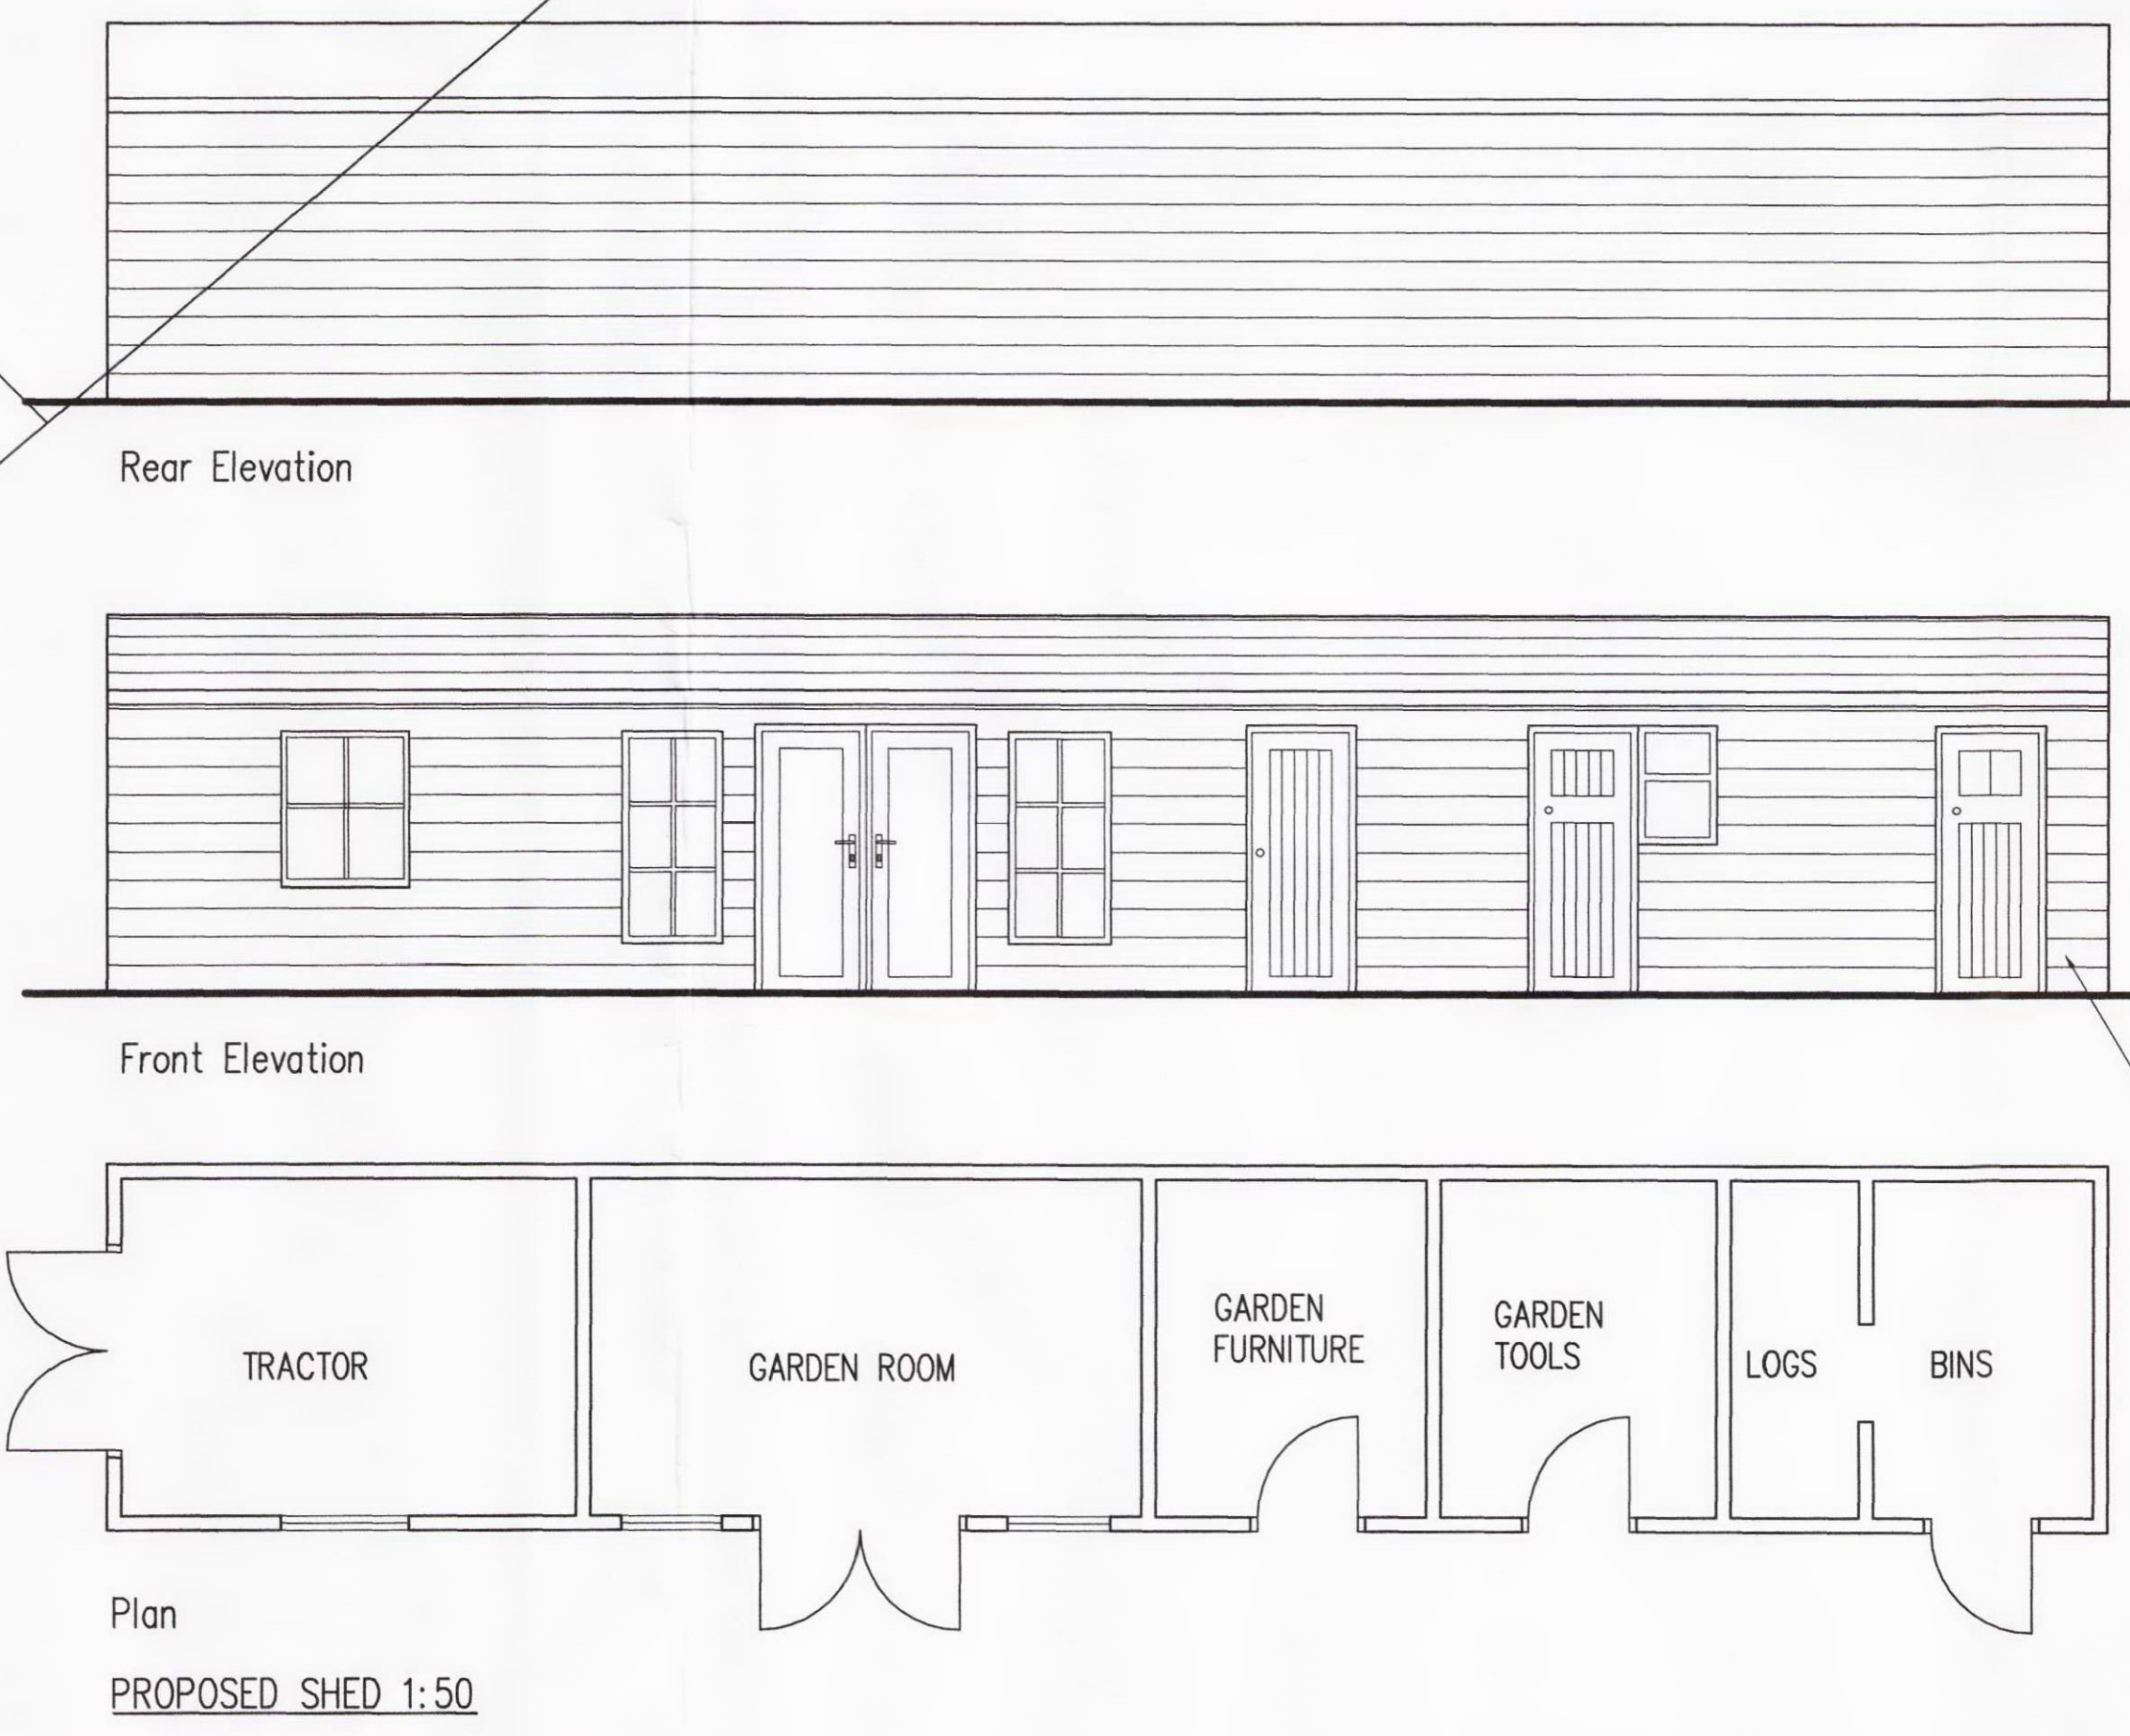 Rear Elevation
Front Elevation
TRACTOR
GARDEN ROOM
GARDEN
FURNITURE
GARDEN
TOOLS
LOGS
BINS
Plan
PROPOSED SHED 1:50